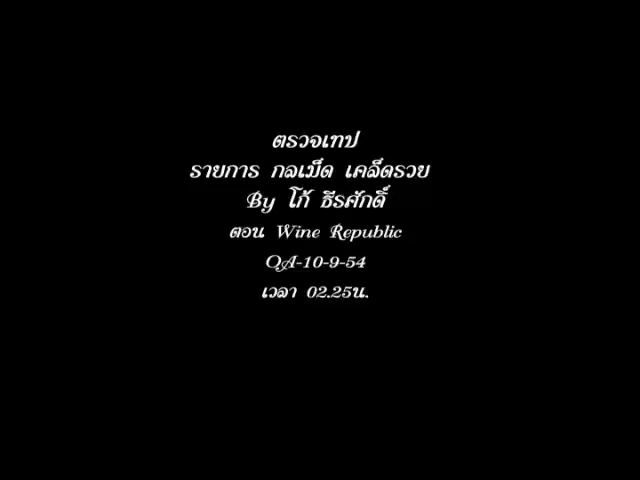 ตรวจเทป
รายการ กลเม็ด เคล็ดรวย
By โก้ ธีรศักดิ์
ตอน Wine Republic
OA-10-9-54
เวลา 02.25น.